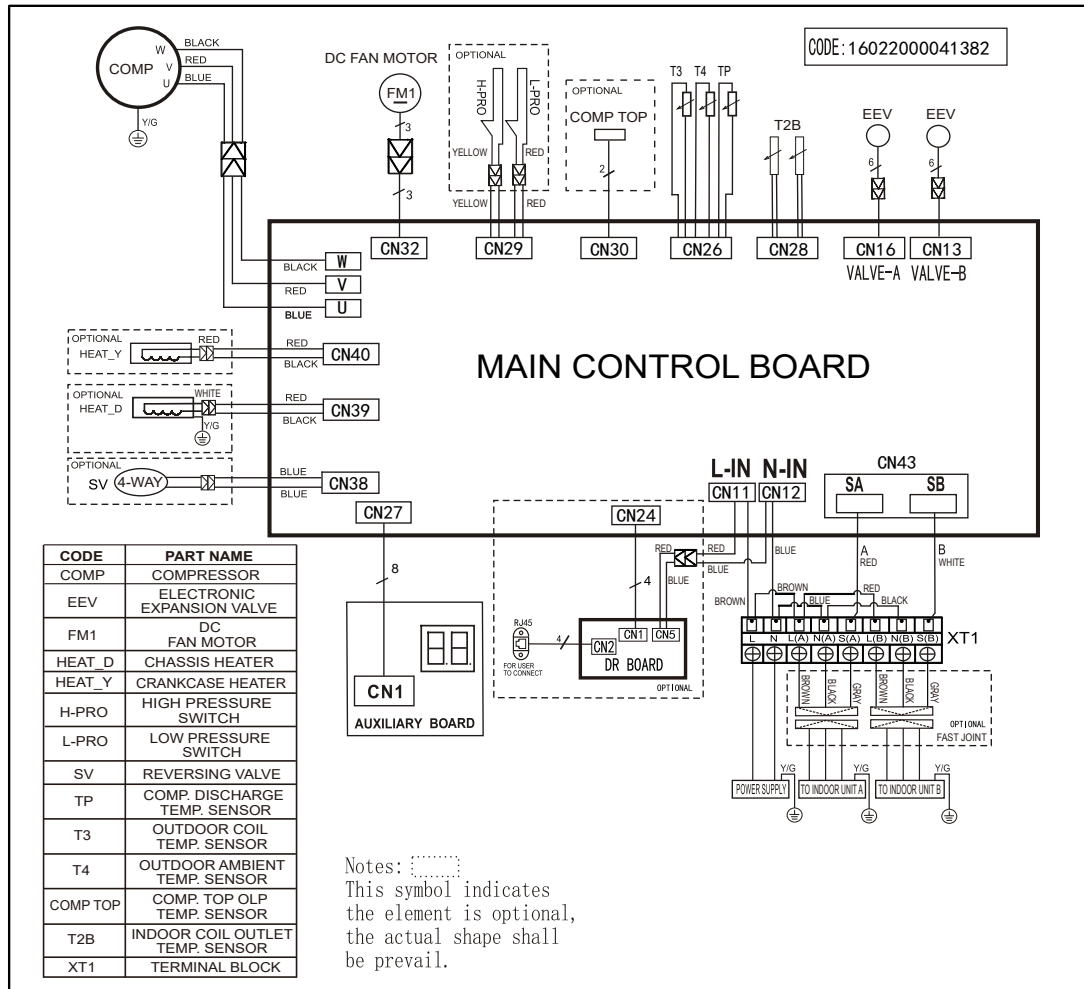 CODE:16022000041382
BLACK
RED
BLUE
W
V
U
COMP
Y/G
DC FAN MOTOR
FM1
3
3
OPTIONAL
H-PRO
L-PRO
YELLOW
RED
YELLOW
RED
OPTIONAL
COMP TOP
2
T3 T4 TP
T2B
EEV
6
EEV
6
CN32
CN29
CN30
CN26
CN28
CN16
CN13
VALVE-A
VALVE-B
BLACK
W
RED
V
BLUE
U
OPTIONAL
HEAT_Y
RED
RED
BLACK
CN40
OPTIONAL
HEAT_D
WHITE
Y/G
RED
BLACK
CN39
OPTIONAL
SV
4-WAY
BLUE
BLUE
CN38
MAIN CONTROL BOARD
CN27
8
CN1
AUXILIARY BOARD
CN24
4
RED
RED
BLUE
BLUE
RJ45
FOR USER
TO CONNECT
4
CN2
CN1
CN5
DR BOARD
OPTIONAL
L-IN N-IN
CN11
CN12
BLUE
BROWN
CN43
SA
SB
A
RED
B
WHITE
BROWN
BLUE
RED
BLACK
XT1
L N L(A) N(A) S(A) L(B) N(B) S(B)
BROWN
BLACK
GRAY
BROWN
BLACK
GRAY
OPTIONAL
FAST JOINT
Y/G
Y/G
Y/G
POWER SUPPLY
TO INDOOR UNIT A
TO INDOOR UNIT B
CODE PART NAME
COMP COMPRESSOR
EEV ELECTRONIC
EXPANSION VALVE
FM1 DC
FAN MOTOR
HEAT_D CHASSIS HEATER
HEAT_Y CRANKCASE HEATER
H-PRO HIGH PRESSURE
SWITCH
L-PRO LOW PRESSURE
SWITCH
SV REVERSING VALVE
TP COMP. DISCHARGE
TEMP. SENSOR
T3 OUTDOOR COIL
TEMP. SENSOR
T4 OUTDOOR AMBIENT
TEMP. SENSOR
COMP TOP COMP. TOP OLP
TEMP. SENSOR
T2B INDOOR COIL OUTLET
TEMP. SENSOR
XT1 TERMINAL BLOCK
Notes:
This symbol indicates
the element is optional,
the actual shape shall
be prevail.